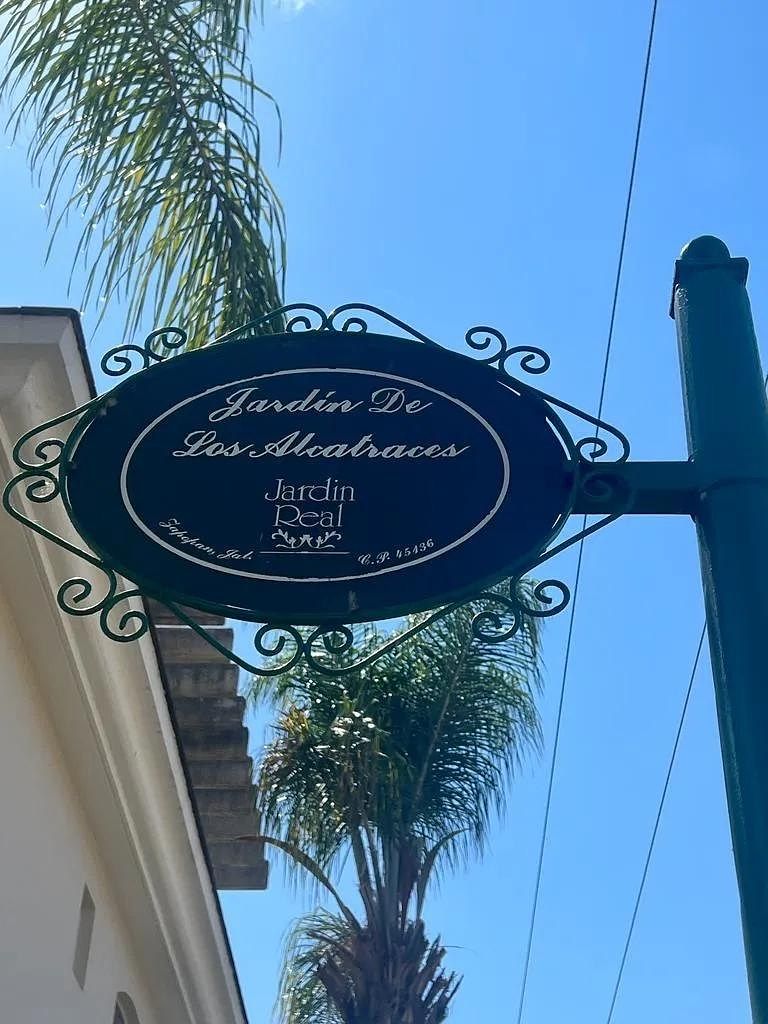 Jardín De
Los Alcatraces
Jardin
Real
Zapopan, Jal.
C.P. 45136